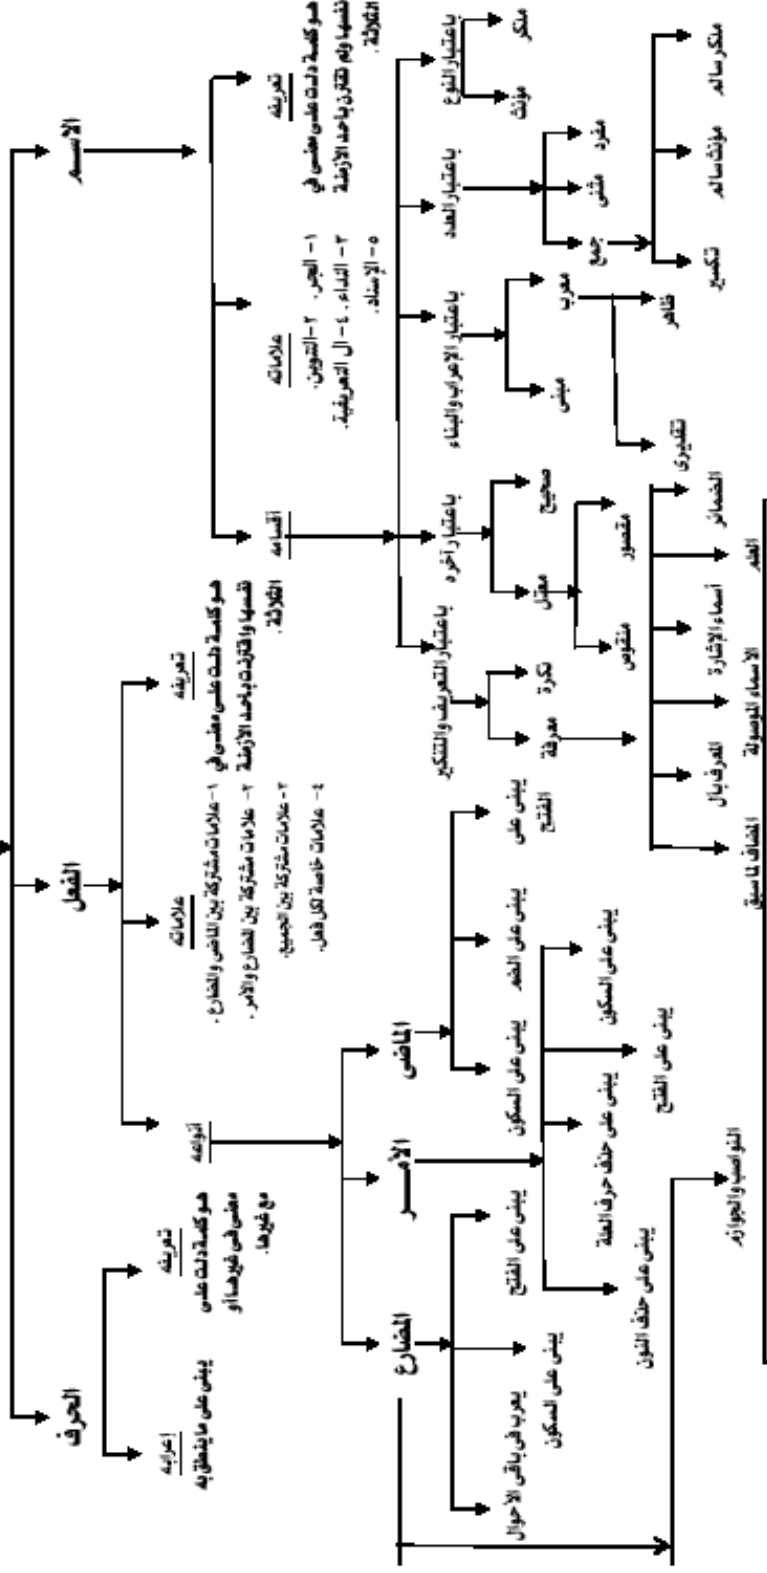 الاسم
الفعل
الحرف
تعريفه
هو كلمة دلت على معنى في
نفسها ولم تقترن بأحد الأزمنة
الثلاثة.
علاماته
١- الجر. ٢- التنوين.
٣- النداء. ٤- ال التعريفية.
٥- الإسناد.
أقسامه
باعتبار النوع
مذكر
مؤنث
باعتبار العدد
مفرد
مثنى
جمع
مذكر سالم
مؤنث سالم
تكسير
باعتبار الإعراب والبناء
معرب
مبنى
ظاهر
تقديرى
باعتبار آخره
صحيح
معتل
مقصور
منقوص
باعتبار التعريف والتنكير
نكرة
معرفة
الضمائر
العلم
أسماء الإشارة
الأسماء الموصولة
المعرف بال
المضاف لما سبق
تعريفه
هو كلمة دلت على معنى في
نفسها واقترنت بأحد الأزمنة
الثلاثة.
علاماته
١- علامات مشتركة بين الماضى والمضارع.
٢- علامات مشتركة بين المضارع والأمر.
٣- علامات مشتركة بين الجميع.
٤- علامات خاصة لكل فعل.
أنواعه
الماضى
الأمــر
المضارع
يبنى على
الفتح
يبنى على الضم
يبنى على السكون
يبنى على السكون
يبنى على الفتح
يبنى على حذف حرف العلة
يبنى على حذف النون
يبنى على الفتح
يبنى على السكون
يعرب فى باقى الأحوال
النواصب والجوازم
تعريفه
هو كلمة دلت على
معنى فى غيرها أو
مع غيرها.
إعرابه
يبنى على ما ينطق به